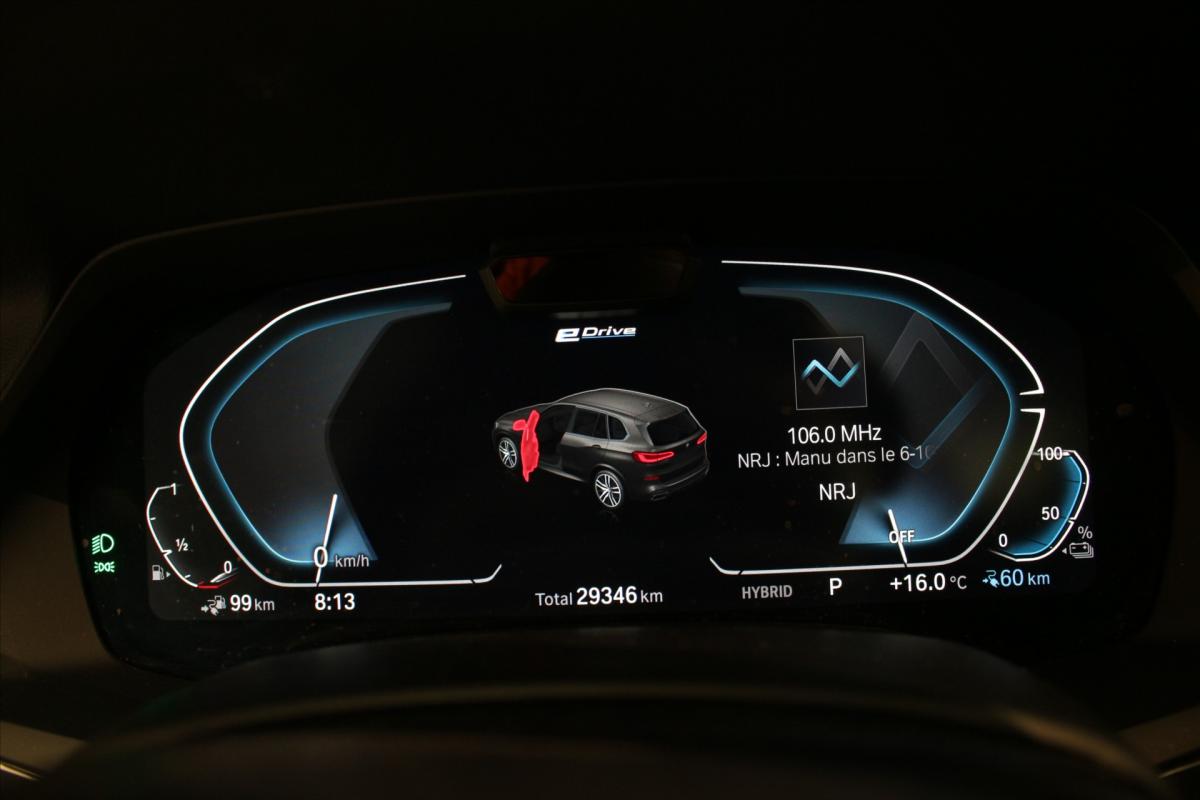 eDrive
106.0 MHz
NRJ : Manu dans le 6-10
NRJ
1
½
0
0 km/h
OFF
100
50
0
%
99 km
8:13
Total 29346 km
HYBRID
P
+16.0 °C
60 km